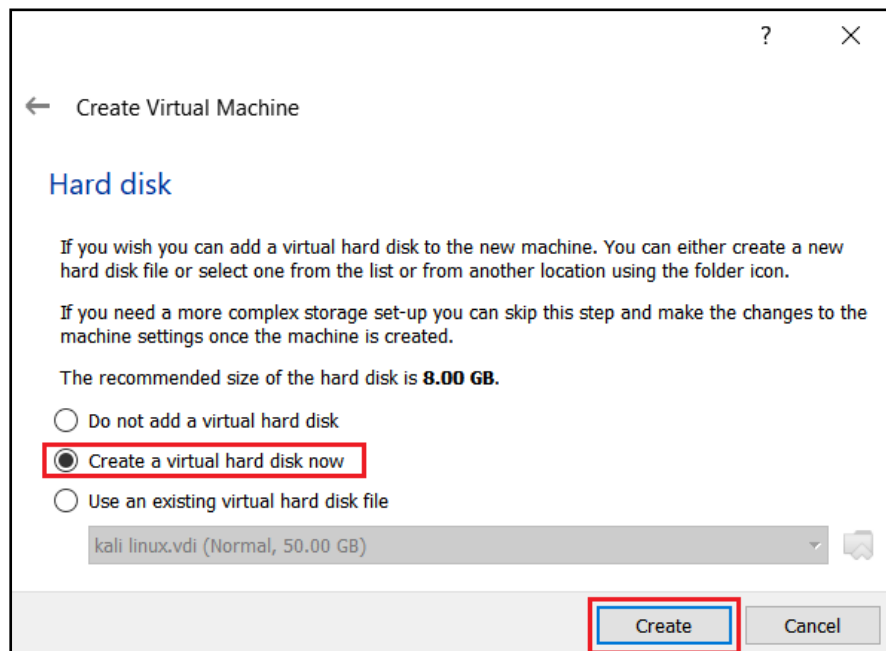 ?
Create Virtual Machine
Hard disk
If you wish you can add a virtual hard disk to the new machine. You can either create a new
hard disk file or select one from the list or from another location using the folder icon.
If you need a more complex storage set-up you can skip this step and make the changes to the
machine settings once the machine is created.
The recommended size of the hard disk is 8.00 GB.
Do not add a virtual hard disk
Create a virtual hard disk now
Use an existing virtual hard disk file
kali linux.vdi (Normal, 50.00 GB)
Create Cancel